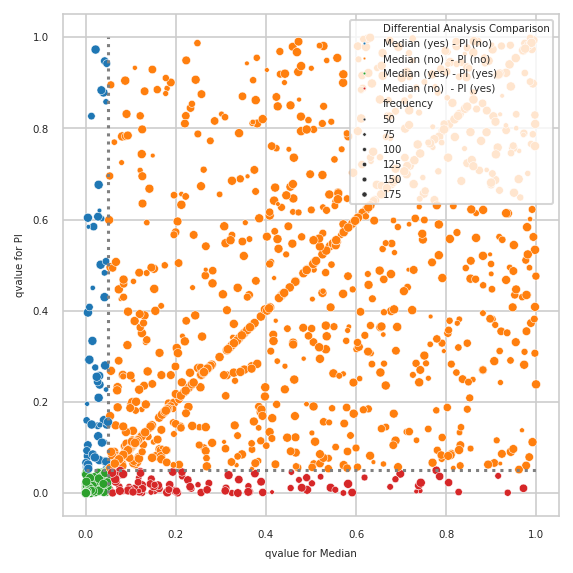 Differential Analysis Comparison
Median (yes) - PI (no)
Median (no)  - PI (no)
Median (yes) - PI (yes)
Median (no)  - PI (yes)
frequency
50
75
100
125
150
175
1.0
0.8
0.6
0.4
0.2
0.0
qvalue for PI
0.0 0.2 0.4 0.6 0.8 1.0
qvalue for Median